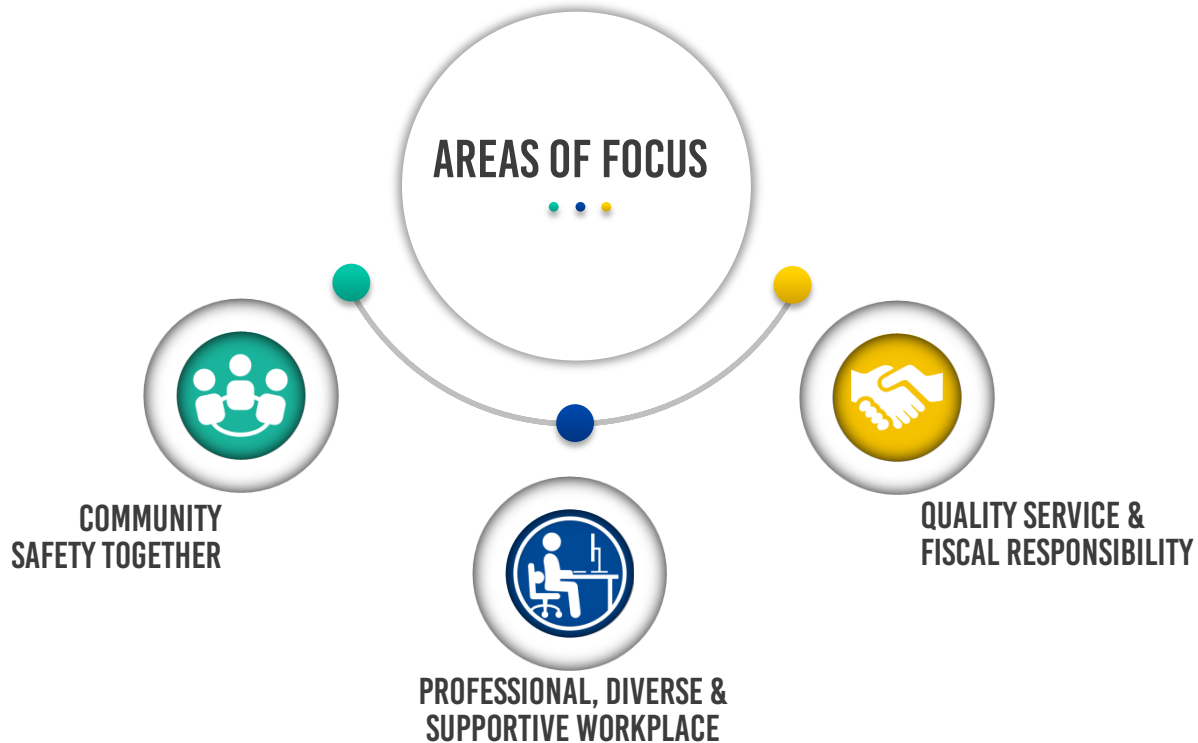 AREAS OF FOCUS
COMMUNITY
SAFETY TOGETHER
PROFESSIONAL, DIVERSE &
SUPPORTIVE WORKPLACE
QUALITY SERVICE &
FISCAL RESPONSIBILITY